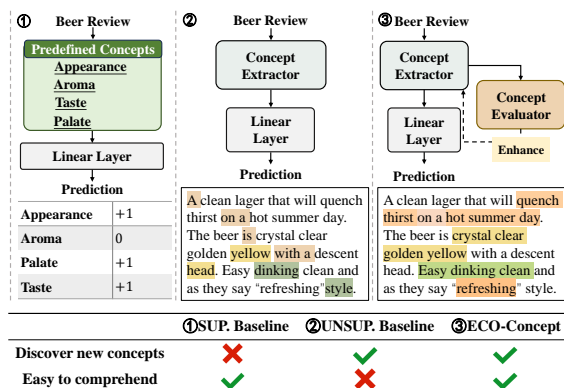 ①
Beer Review
Predefined Concepts
Appearance
Aroma
Taste
Palate
Linear Layer
Prediction
Appearance +1
Aroma 0
Palate +1
Taste +1
②
Beer Review
Concept
Extractor
Linear
Layer
Prediction
A clean lager that will quench
thirst on a hot summer day.
The beer is crystal clear
golden yellow with a descent
head. Easy dinking clean and
as they say "refreshing" style.
③
Beer Review
Concept
Extractor
Concept
Evaluator
Enhance
Linear
Layer
Prediction
A clean lager that will quench
thirst on a hot summer day.
The beer is crystal clear
golden yellow with a descent
head. Easy dinking clean and
as they say "refreshing" style.
①SUP. Baseline ②UNSUP. Baseline ③ECO-Concept
Discover new concepts ✗ ✓ ✓
Easy to comprehend ✓ ✗ ✓